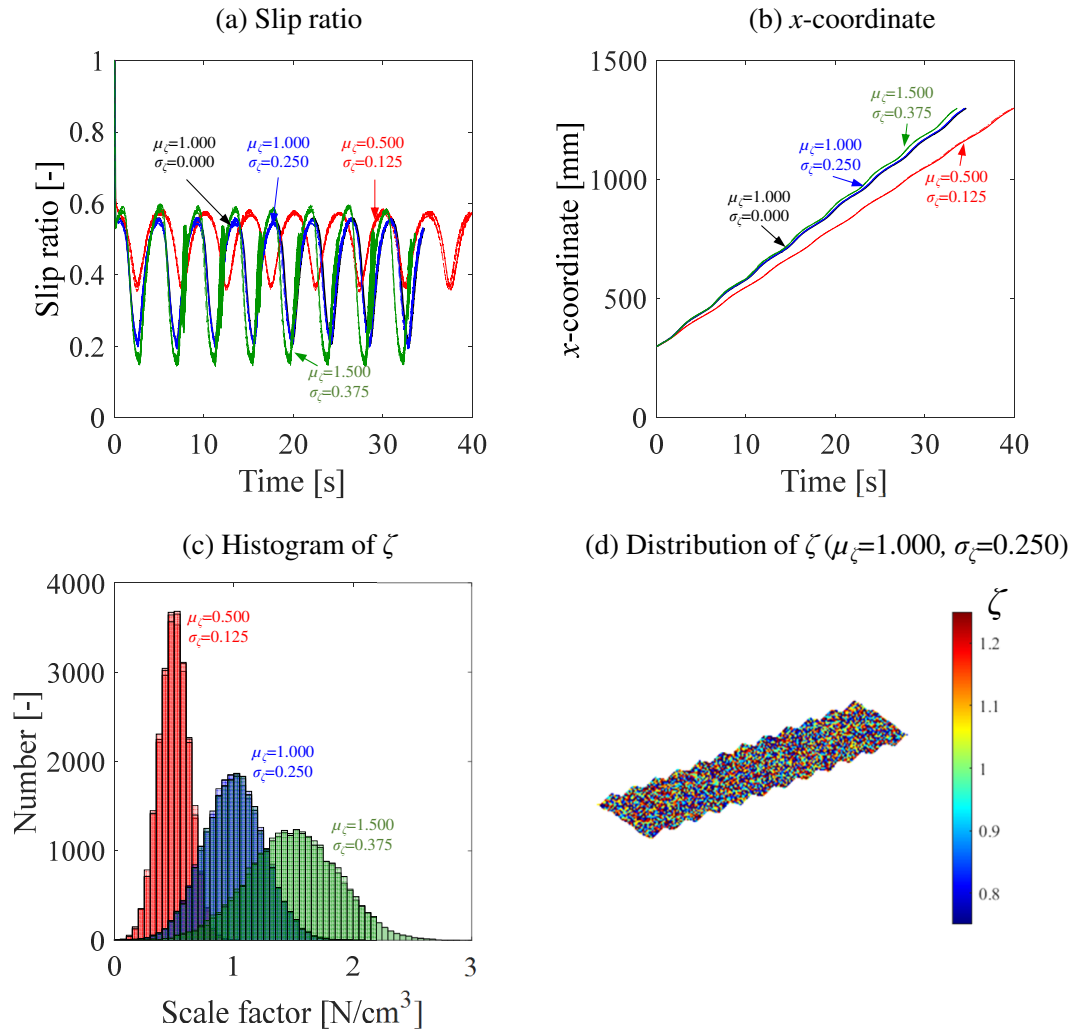 (a) Slip ratio
1
0.8
0.6
0.4
0.2
0
Slip ratio [-]
μζ=1.000
σζ=0.000
μζ=1.000
σζ=0.250
μζ=0.500
σζ=0.125
μζ=1.500
σζ=0.375
0 10 20 30 40
Time [s]
(b) x-coordinate
1500
1000
500
0
x-coordinate [mm]
μζ=1.500
σζ=0.375
μζ=1.000
σζ=0.250
μζ=1.000
σζ=0.000
μζ=0.500
σζ=0.125
0 10 20 30 40
Time [s]
(c) Histogram of ζ
4000
3000
2000
1000
0
Number [-]
μζ=0.500
σζ=0.125
μζ=1.000
σζ=0.250
μζ=1.500
σζ=0.375
0 1 2 3
Scale factor [N/cm³]
(d) Distribution of ζ (μζ=1.000, σζ=0.250)
ζ
1.2
1.1
1
0.9
0.8